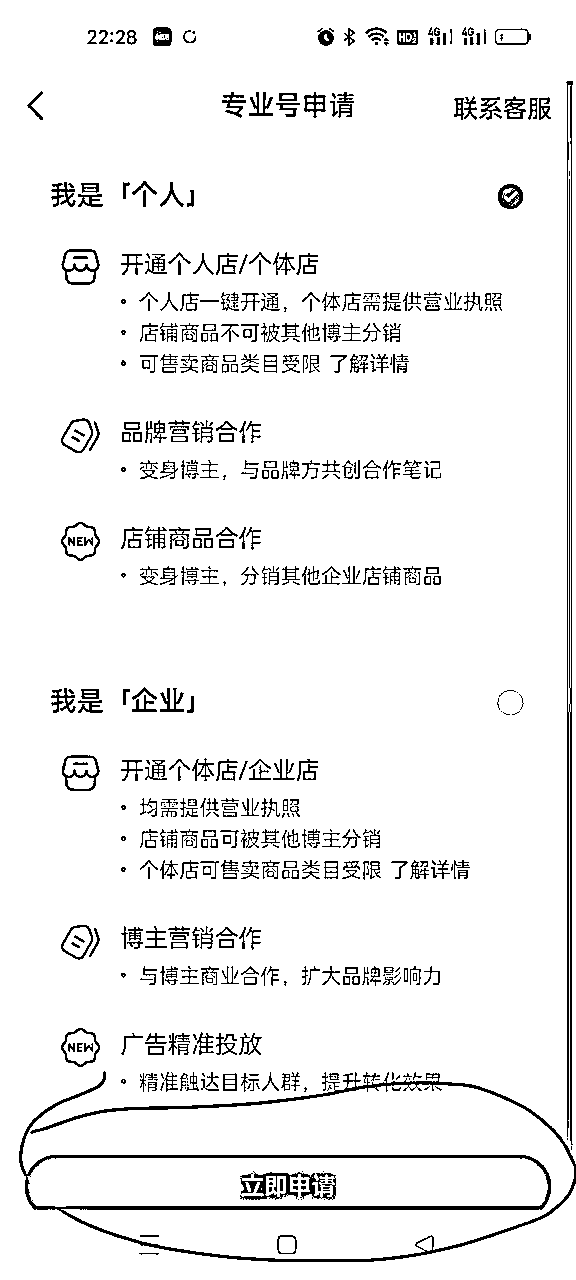 22:28
HD
4G
4G
专业号申请
联系客服
我是「个人」
开通个人店/个体店
• 个人店一键开通，个体店需提供营业执照
• 店铺商品不可被其他博主分销
• 可售卖商品类目受限 了解详情
品牌营销合作
• 变身博主，与品牌方共创合作笔记
NEW
店铺商品合作
• 变身博主，分销其他企业店铺商品
我是「企业」
开通个体店/企业店
• 均需提供营业执照
• 店铺商品可被其他博主分销
• 个体店可售卖商品类目受限 了解详情
博主营销合作
• 与博主商业合作，扩大品牌影响力
NEW
广告精准投放
• 精准触达目标人群，提升转化效果
立即申请